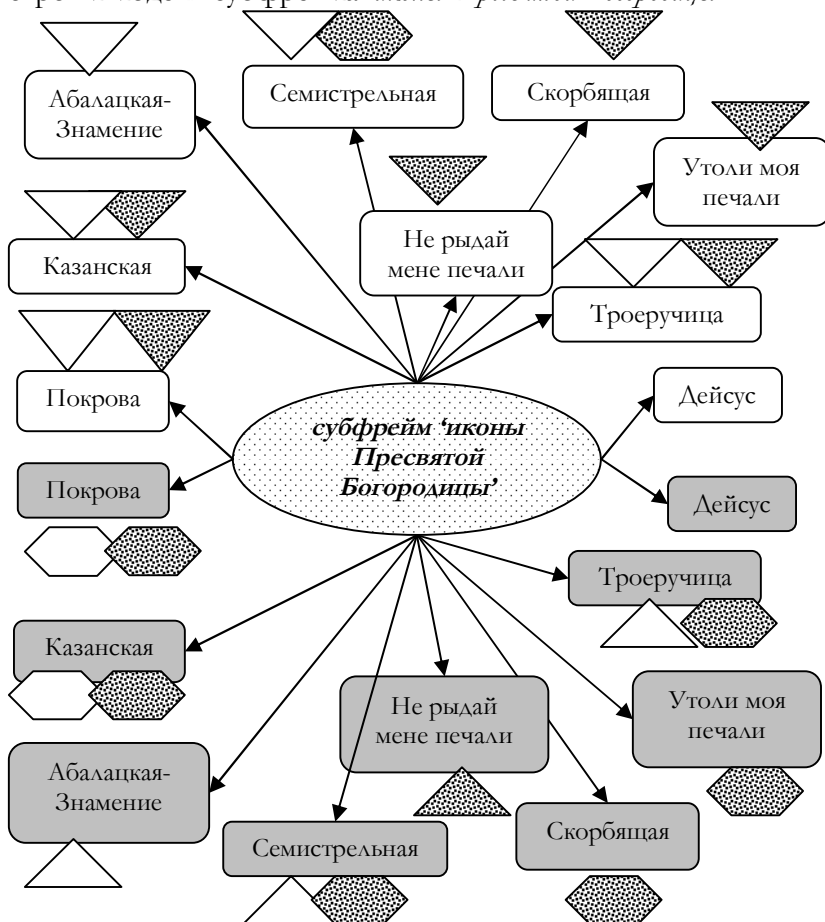 Абалацкая-
Знамение
Семистрельная
Скорбящая
Утоли моя
печали
Не рыдай
мене печали
Казанская
Троеручица
Покрова
Дейсус
субфрейм ‘иконы
Пресвятой
Богородицы’
Покрова
Дейсус
Троеручица
Казанская
Не рыдай
мене печали
Утоли моя
печали
Абалацкая-
Знамение
Семистрельная
Скорбящая